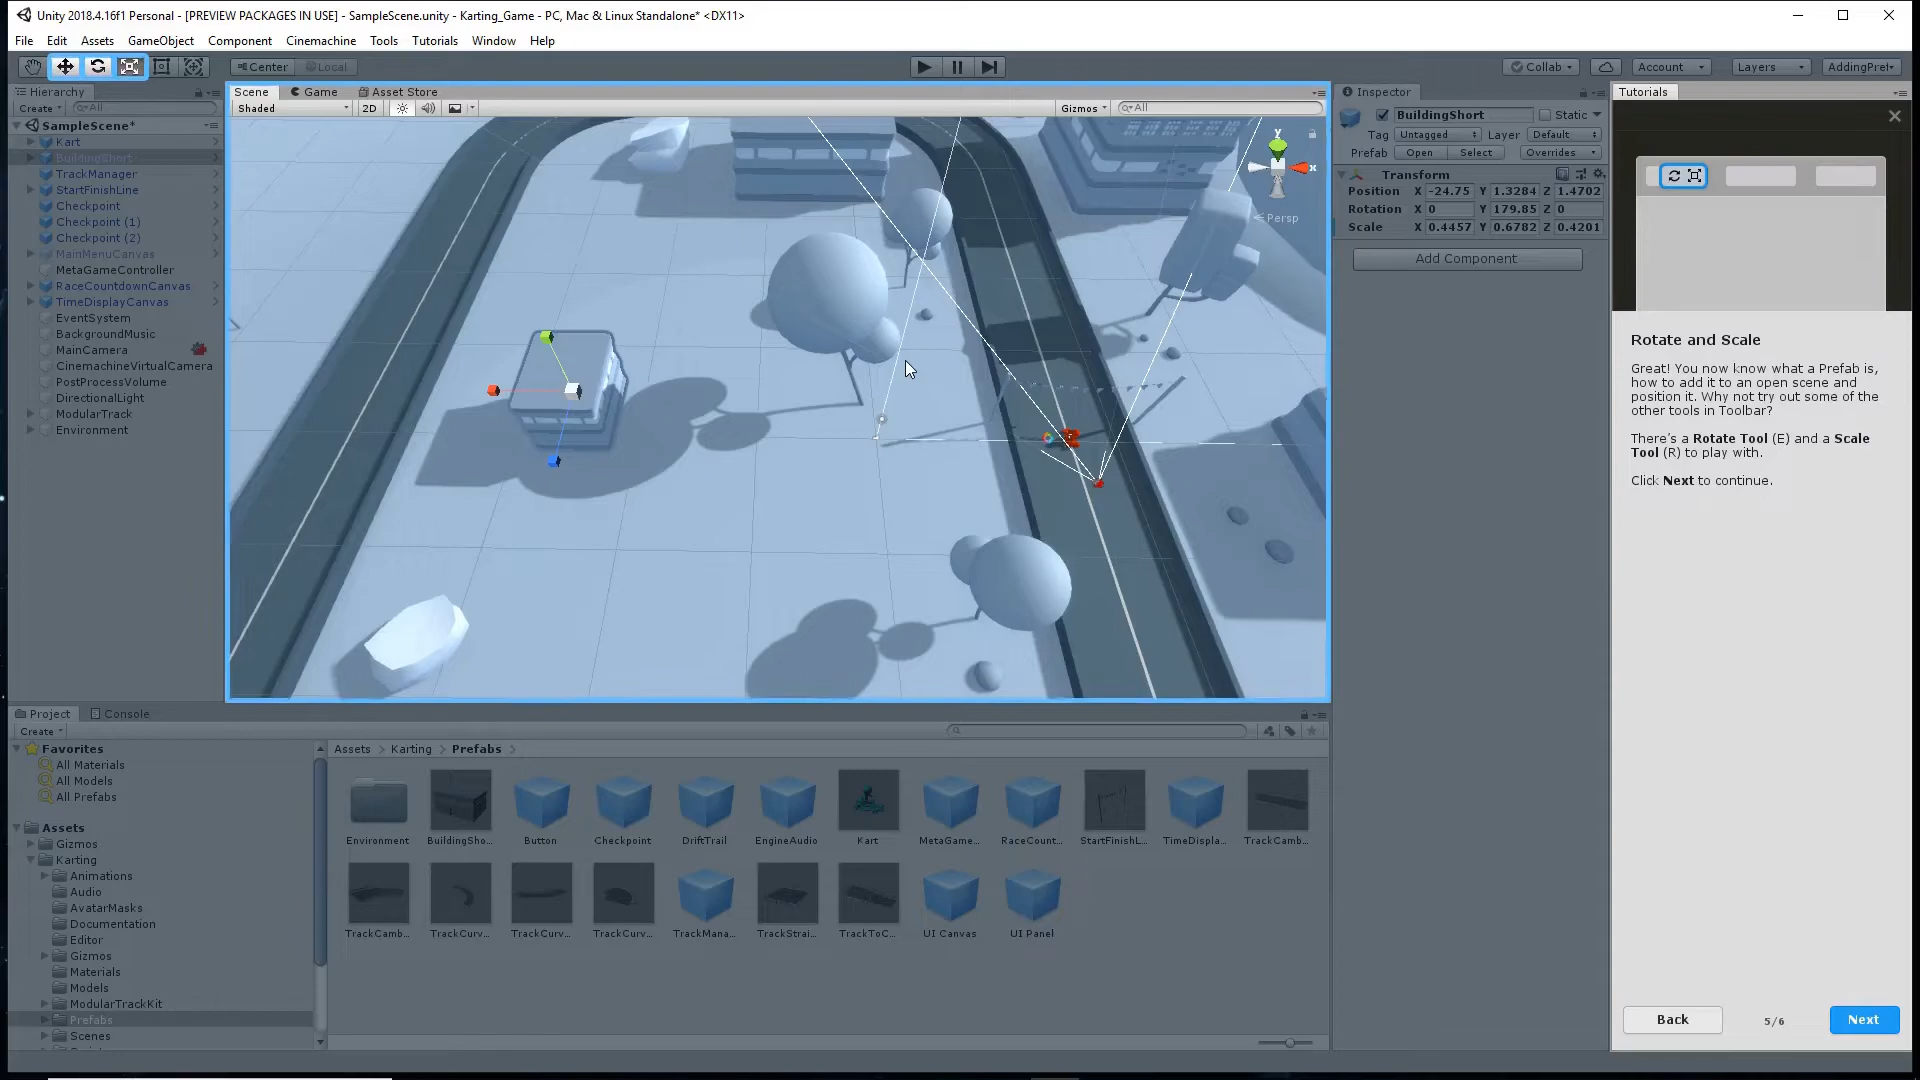 Unity 2018.4.16f1 Personal - [PREVIEW PACKAGES IN USE] - SampleScene.unity - Karting_Game - PC, Mac & Linux Standalone* <DX11>
File Edit Assets GameObject Component Cinemachine Tools Tutorials Window Help
Center Local
Collab Account Layers AddingPref
Hierarchy
Create All
SampleScene*
Kart
BuildingShort
TrackManager
StartFinishLine
Checkpoint
Checkpoint (1)
Checkpoint (2)
MainMenuCanvas
MetaGameController
RaceCountdownCanvas
TimeDisplayCanvas
EventSystem
BackgroundMusic
MainCamera
CinemachineVirtualCamera
PostProcessVolume
DirectionalLight
ModularTrack
Environment
Scene Game Asset Store
Shaded 2D Gizmos All
y
x
Persp
Inspector
BuildingShort Static
Tag Untagged Layer Default
Prefab Open Select Overrides
Transform
Position X -24.75 Y 1.3284 Z 1.4702
Rotation X 0 Y 179.85 Z 0
Scale X 0.4457 Y 0.6782 Z 0.4201
Add Component
Tutorials
Rotate and Scale
Great! You now know what a Prefab is,
how to add it to an open scene and
position it. Why not try out some of the
other tools in Toolbar?
There's a Rotate Tool (E) and a Scale
Tool (R) to play with.
Click Next to continue.
Back 5/6 Next
Project Console
Create
Favorites
All Materials
All Models
All Prefabs
Assets
Gizmos
Karting
Animations
Audio
AvatarMasks
Documentation
Editor
Gizmos
Materials
Models
ModularTrackKit
Prefabs
Scenes
Assets Karting Prefabs
Environment BuildingSho... Button Checkpoint DriftTrail EngineAudio Kart MetaGame... RaceCount... StartFinishL... TimeDispla... TrackCamb...
TrackCamb... TrackCurv... TrackCurv... TrackCurv... TrackMana... TrackStrai... TrackToC... UI Canvas UI Panel